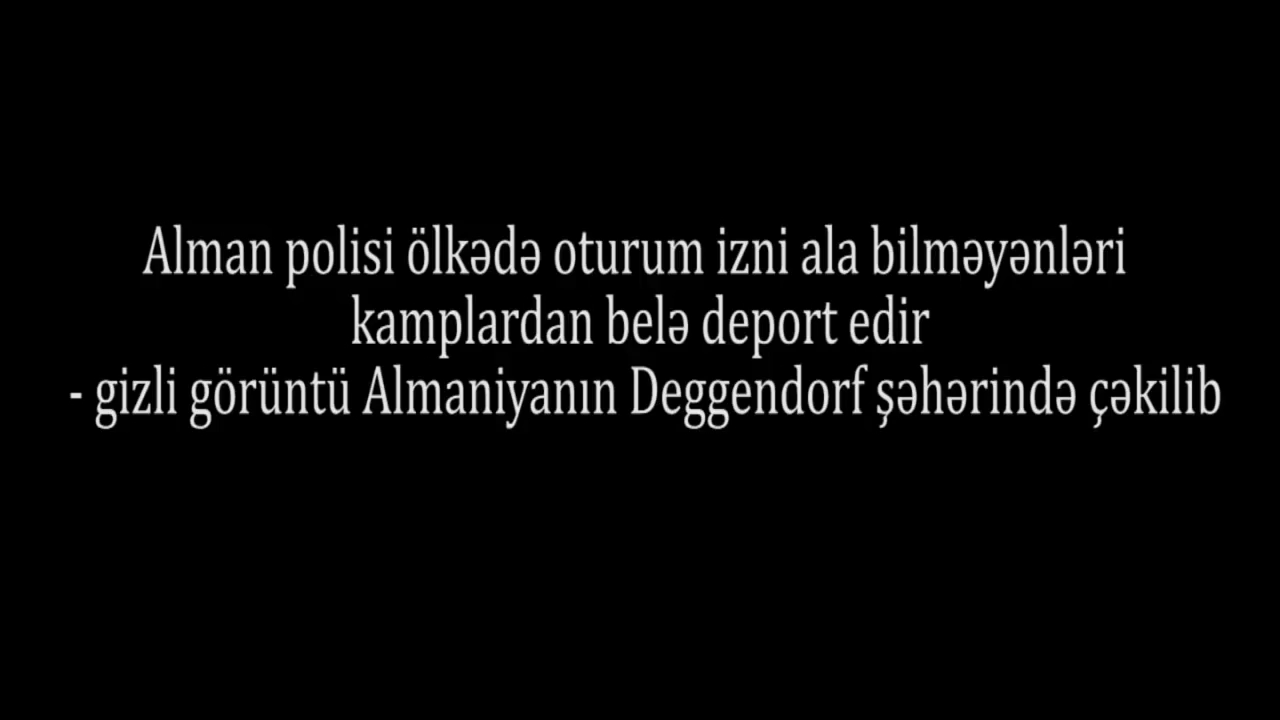 Alman polisi ölkədə oturum izni ala bilməyənləri
kamplardan belə deport edir
- gizli görüntü Almaniyanın Deggendorf şəhərində çəkilib